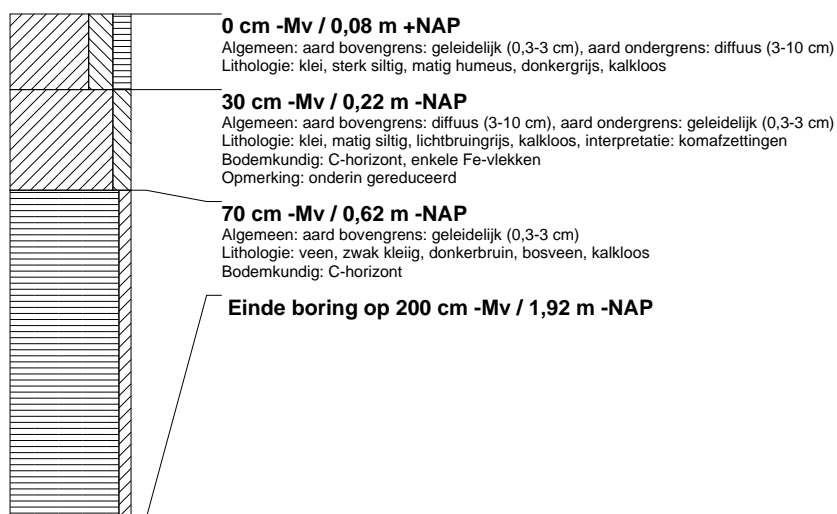 0 cm -Mv / 0,08 m +NAP
Algemeen: aard bovengrens: geleidelijk (0,3-3 cm), aard ondergrens: diffuus (3-10 cm)
Lithologie: klei, sterk siltig, matig humeus, donkergrijs, kalkloos
30 cm -Mv / 0,22 m -NAP
Algemeen: aard bovengrens: diffuus (3-10 cm), aard ondergrens: geleidelijk (0,3-3 cm)
Lithologie: klei, matig siltig, lichtbruingrijs, kalkloos, interpretatie: komafzettingen
Bodemkundig: C-horizont, enkele Fe-vlekken
Opmerking: onderin gereduceerd
70 cm -Mv / 0,62 m -NAP
Algemeen: aard bovengrens: geleidelijk (0,3-3 cm)
Lithologie: veen, zwak kleiig, donkerbruin, bosveen, kalkloos
Bodemkundig: C-horizont
Einde boring op 200 cm -Mv / 1,92 m -NAP